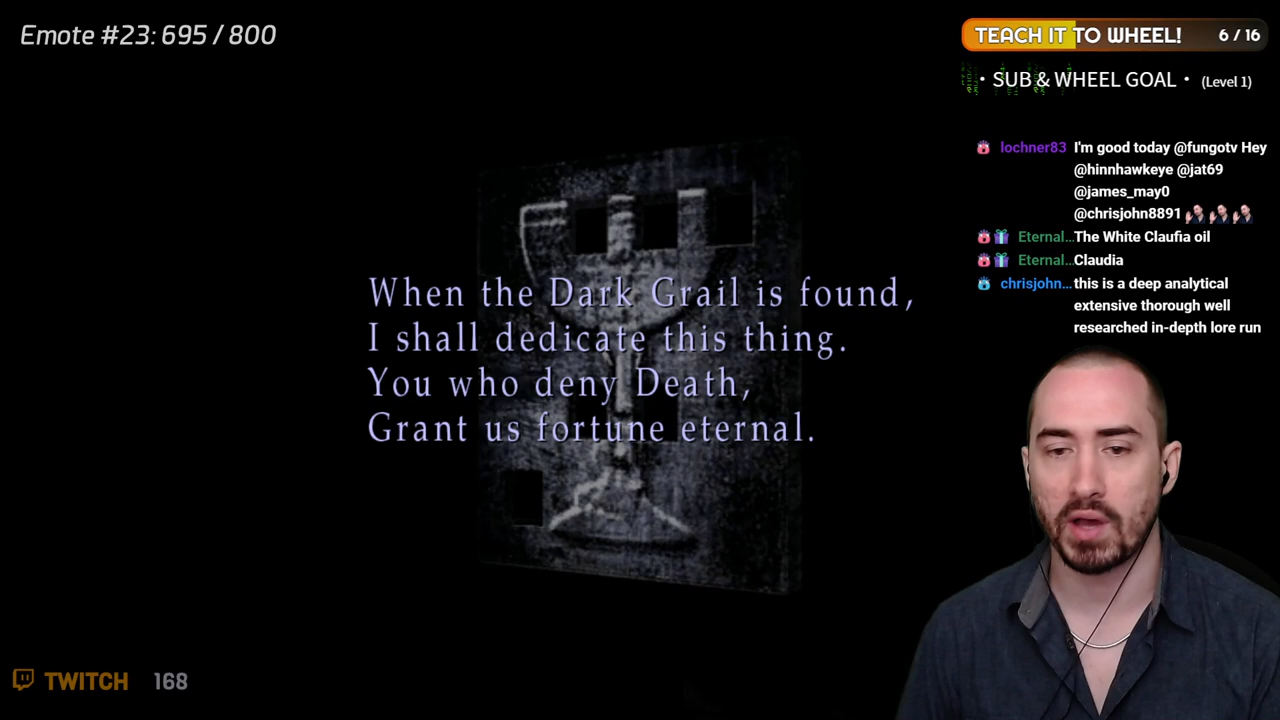 Emote #23: 695 / 800
TEACH IT TO WHEEL! 6 / 16
• SUB & WHEEL GOAL • (Level 1)
lochner83 I'm good today @fungotv Hey
@hinnhawkeye @jat69
@james_may0
@chrisjohn8891
Eternal... The White Claufia oil
Eternal... Claudia
chrisjohn... this is a deep analytical
extensive thorough well
researched in-depth lore run
When the Dark Grail is found,
I shall dedicate this thing.
You who deny Death,
Grant us fortune eternal.
TWITCH 168